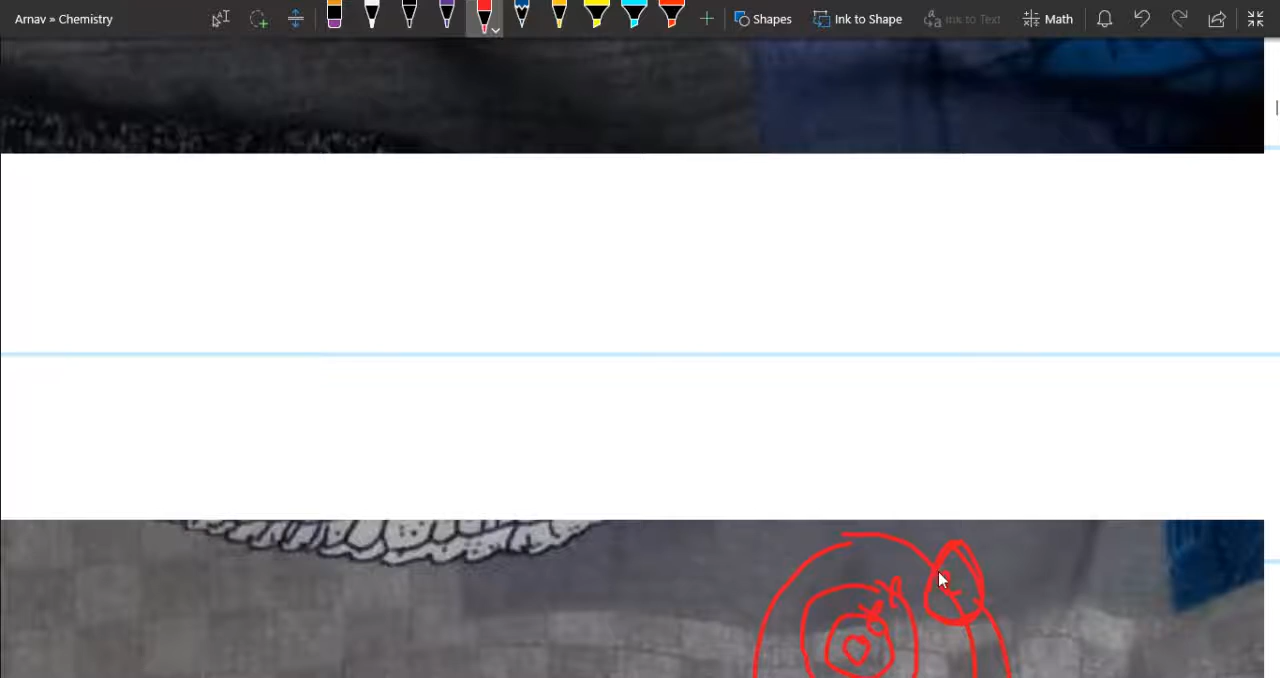 Arnav » Chemistry
Shapes
Ink to Shape
Ink to Text
Math